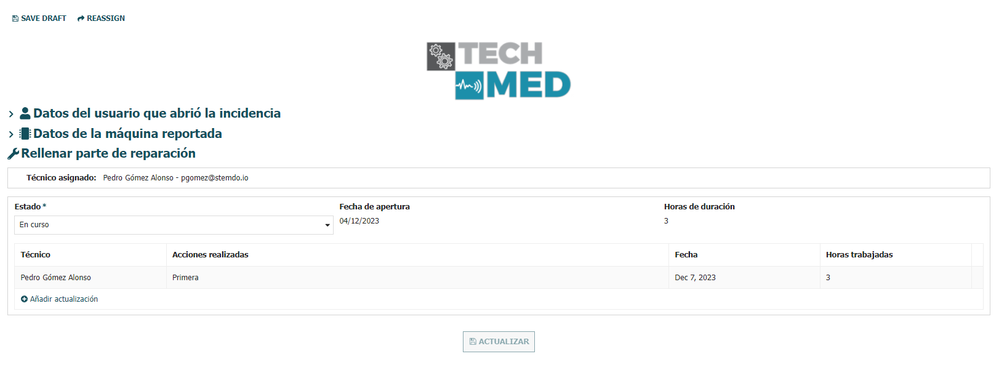 SAVE DRAFT REASSIGN
TECH
MED
Datos del usuario que abrió la incidencia
Datos de la máquina reportada
Rellenar parte de reparación
Técnico asignado: Pedro Gómez Alonso - pgomez@stemdo.io
Estado * Fecha de apertura Horas de duración
En curso 04/12/2023 3
Técnico Acciones realizadas Fecha Horas trabajadas
Pedro Gómez Alonso Primera Dec 7, 2023 3
Añadir actualización
ACTUALIZAR